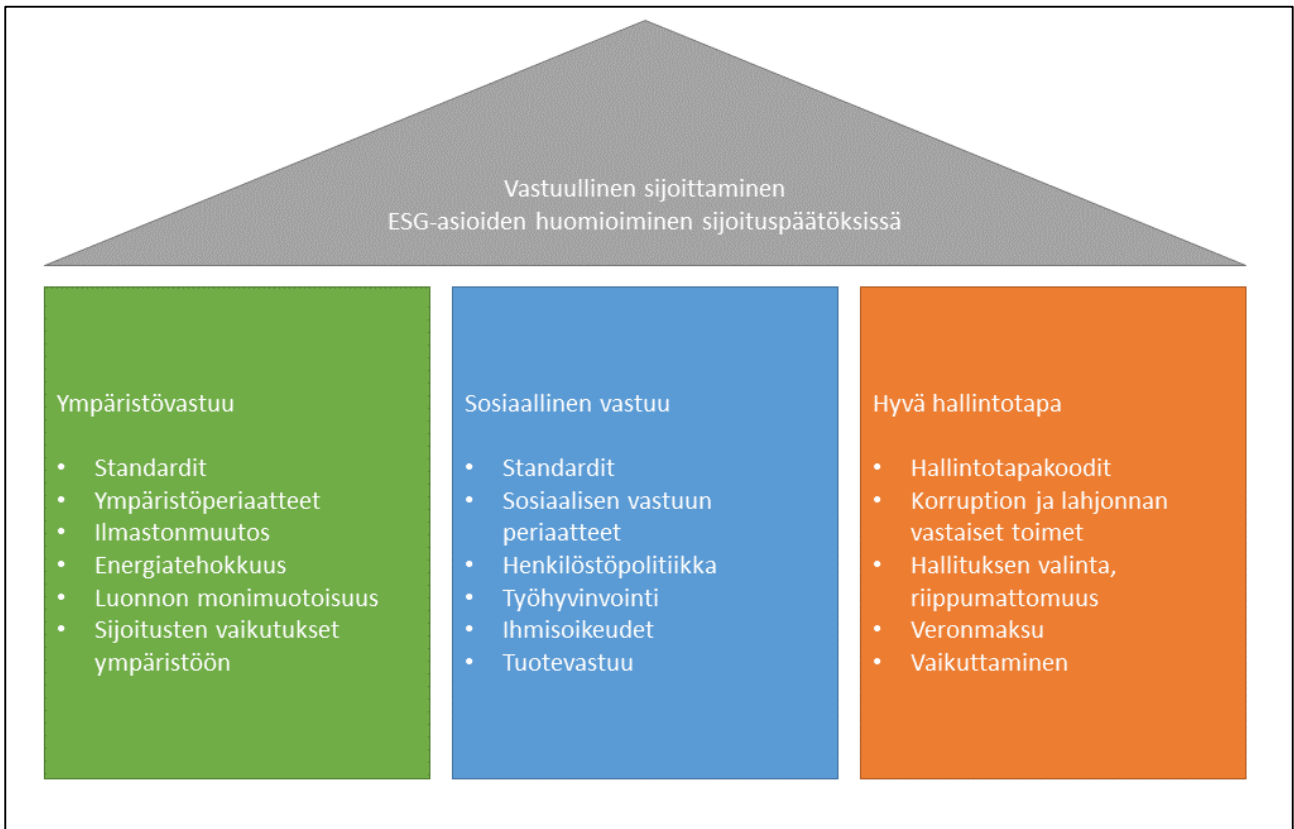 Vastuullinen sijoittaminen
ESG-asioiden huomioiminen sijoituspäätöksissä
Ympäristövastuu
• Standardit
• Ympäristöperiaatteet
• Ilmastonmuutos
• Energiatehokkuus
• Luonnon monimuotoisuus
• Sijoitusten vaikutukset
ympäristöön
Sosiaallinen vastuu
• Standardit
• Sosiaalisen vastuun
periaatteet
• Henkilöstöpolitiikka
• Työhyvinvointi
• Ihmisoikeudet
• Tuotevastuu
Hyvä hallintotapa
• Hallintotapakoodit
• Korruption ja lahjonnan
vastaiset toimet
• Hallituksen valinta,
riippumattomuus
• Veronmaksu
• Vaikuttaminen